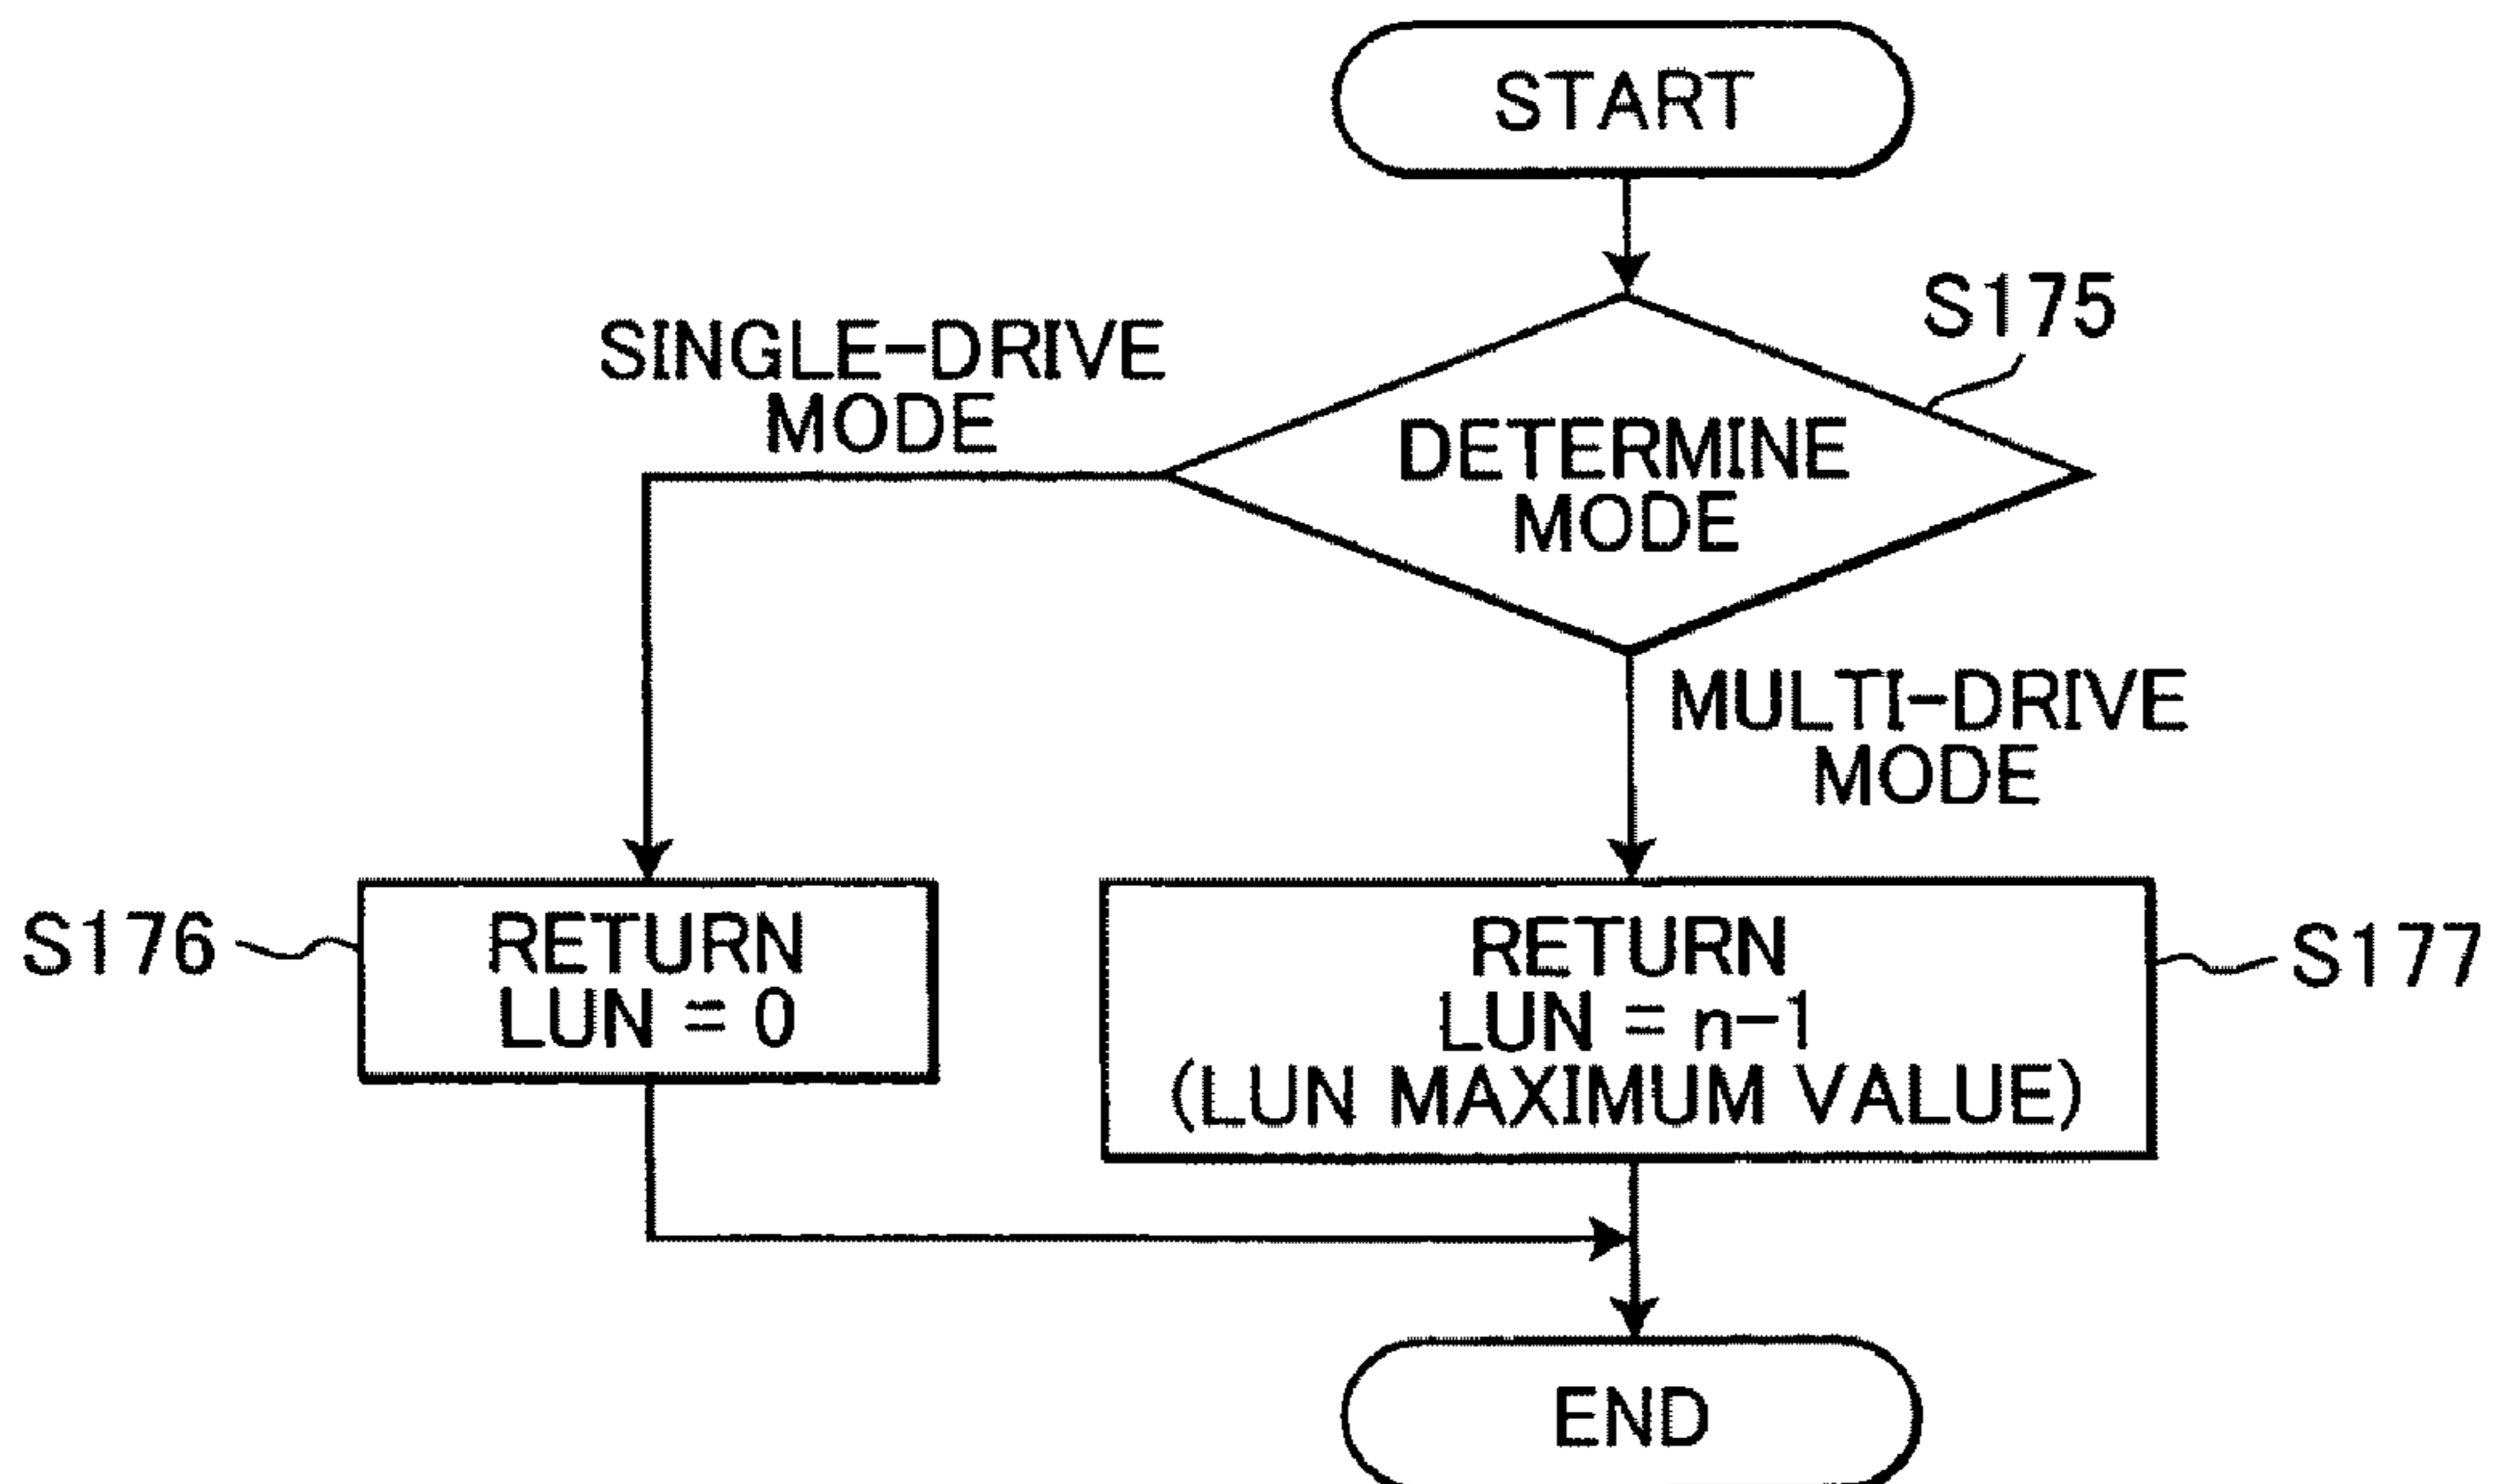 START
S175
SINGLE-DRIVE
MODE
DETERMINE
MODE
MULTI-DRIVE
MODE
S176
RETURN
LUN = 0
RETURN
LUN = n-1
(LUN MAXIMUM VALUE)
S177
END